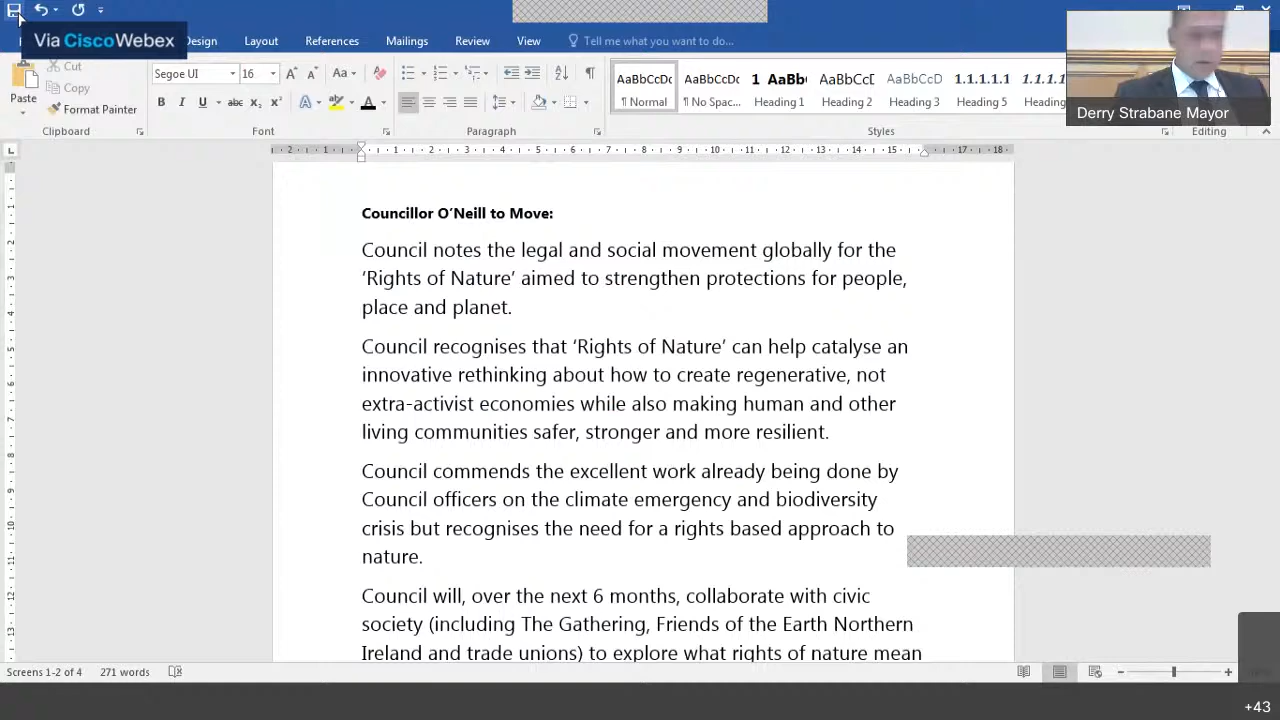 Via CiscoWebex
Design Layout References Mailings Review View Tell me what you want to do...
Derry Strabane Mayor
Paste Cut
Copy
Format Painter
Segoe UI 16
Clipboard Font Paragraph Styles Editing
¶ Normal ¶ No Spac... Heading 1 Heading 2 Heading 3 Heading 5
Councillor O’Neill to Move:
Council notes the legal and social movement globally for the
‘Rights of Nature’ aimed to strengthen protections for people,
place and planet.
Council recognises that ‘Rights of Nature’ can help catalyse an
innovative rethinking about how to create regenerative, not
extra-activist economies while also making human and other
living communities safer, stronger and more resilient.
Council commends the excellent work already being done by
Council officers on the climate emergency and biodiversity
crisis but recognises the need for a rights based approach to
nature.
Council will, over the next 6 months, collaborate with civic
society (including The Gathering, Friends of the Earth Northern
Ireland and trade unions) to explore what rights of nature mean
Screens 1-2 of 4 271 words
+43